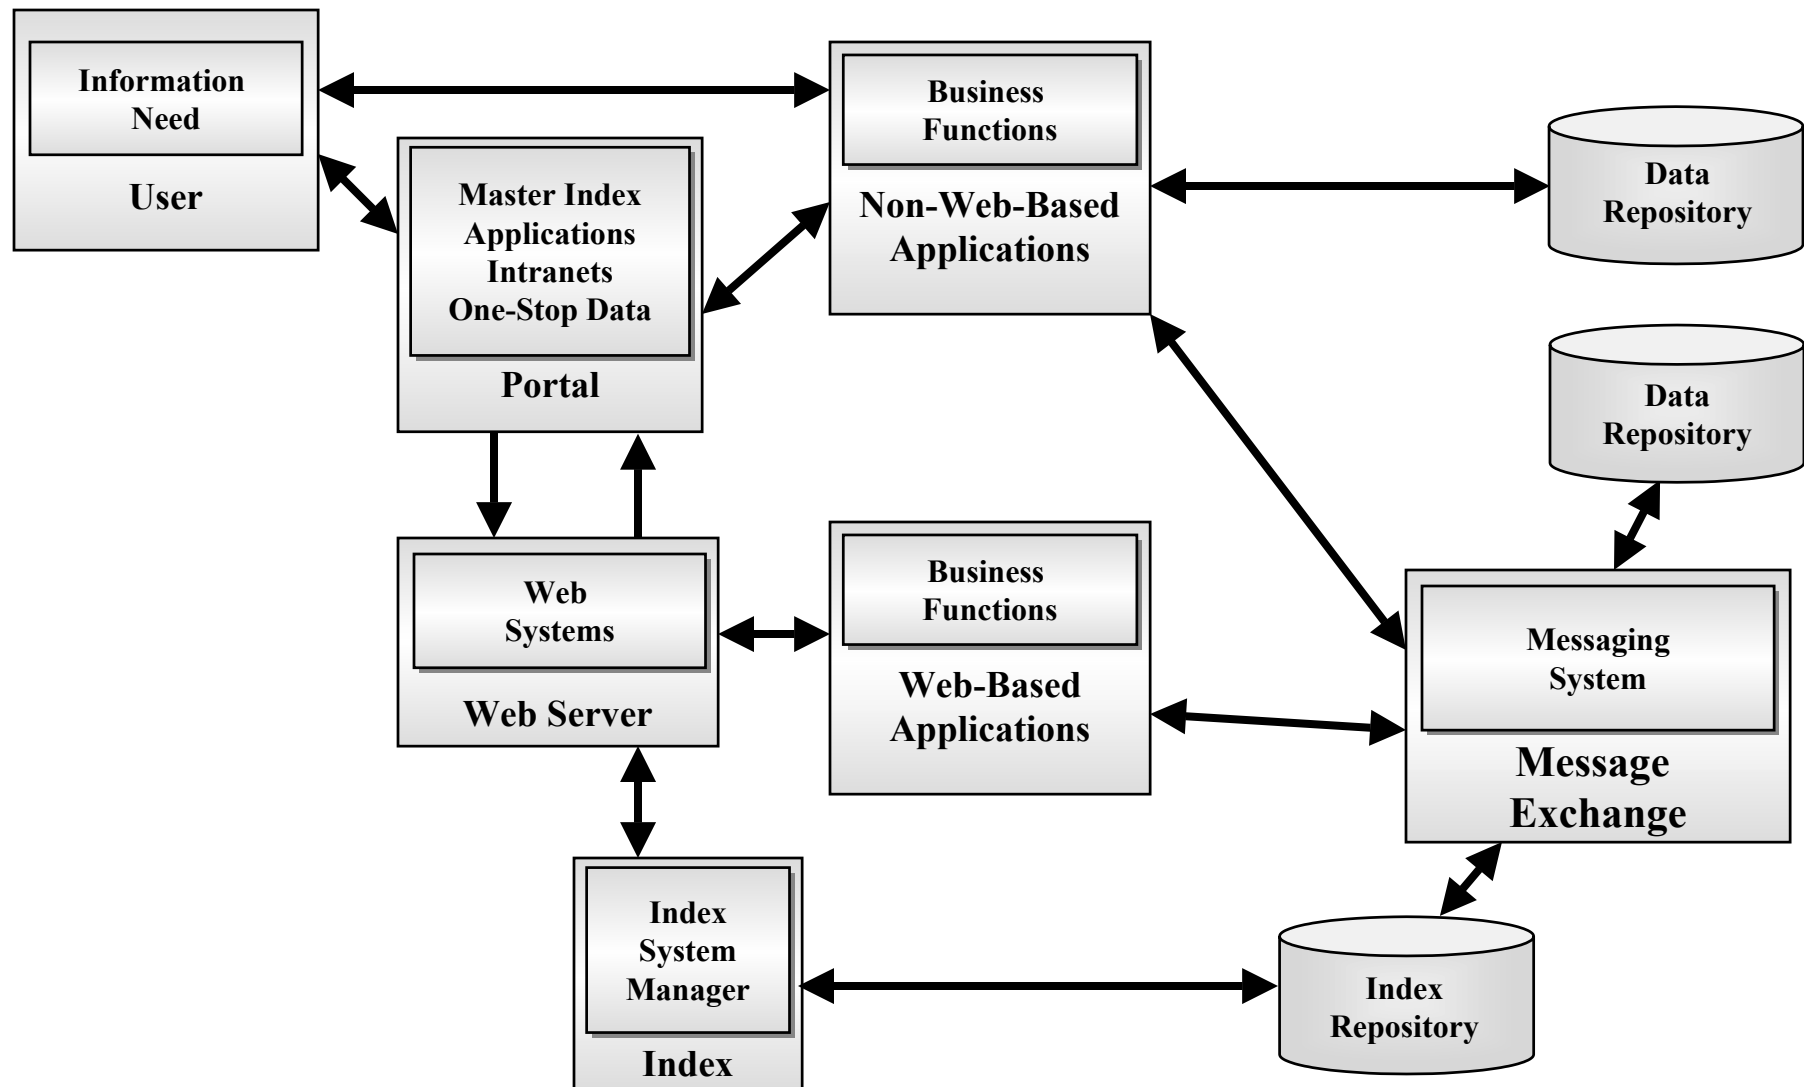 Information
Need
User
Master Index
Applications
Intranets
One-Stop Data
Portal
Business
Functions
Non-Web-Based
Applications
Data
Repository
Data
Repository
Web
Systems
Web Server
Business
Functions
Web-Based
Applications
Messaging
System
Message
Exchange
Index
System
Manager
Index
Index
Repository